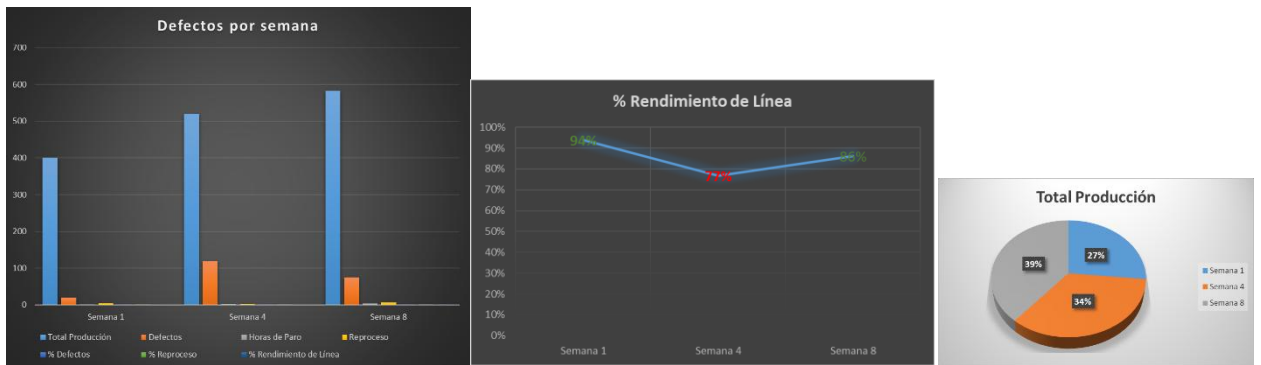 Defectos por semana
700
600
500
400
300
200
100
0
Semana 1 Semana 4 Semana 8
Total Producción Defectos Horas de Paro Reproceso
% Defectos % Reproceso % Rendimiento de Línea
% Rendimiento de Línea
100%
90%
80%
70%
60%
50%
40%
30%
20%
10%
0%
94%
77%
86%
Semana 1 Semana 4 Semana 8
Total Producción
27%
39%
34%
Semana 1
Semana 4
Semana 8